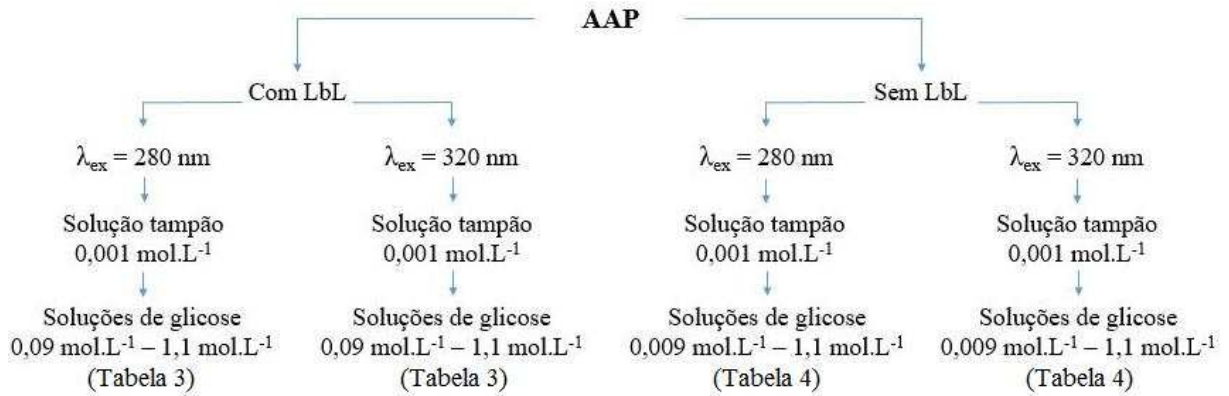 AAP
Com LbL
Sem LbL
λex = 280 nm
λex = 320 nm
λex = 280 nm
λex = 320 nm
Solução tampão
0,001 mol.L-1
Solução tampão
0,001 mol.L-1
Solução tampão
0,001 mol.L-1
Solução tampão
0,001 mol.L-1
Soluções de glicose
0,09 mol.L-1 – 1,1 mol.L-1
(Tabela 3)
Soluções de glicose
0,09 mol.L-1 – 1,1 mol.L-1
(Tabela 3)
Soluções de glicose
0,009 mol.L-1 – 1,1 mol.L-1
(Tabela 4)
Soluções de glicose
0,009 mol.L-1 – 1,1 mol.L-1
(Tabela 4)